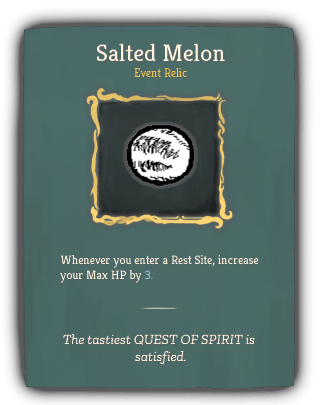 Salted Melon
Event Relic
Whenever you enter a Rest Site, increase
your Max HP by 3.
The tastiest QUEST OF SPIRIT is
satisfied.